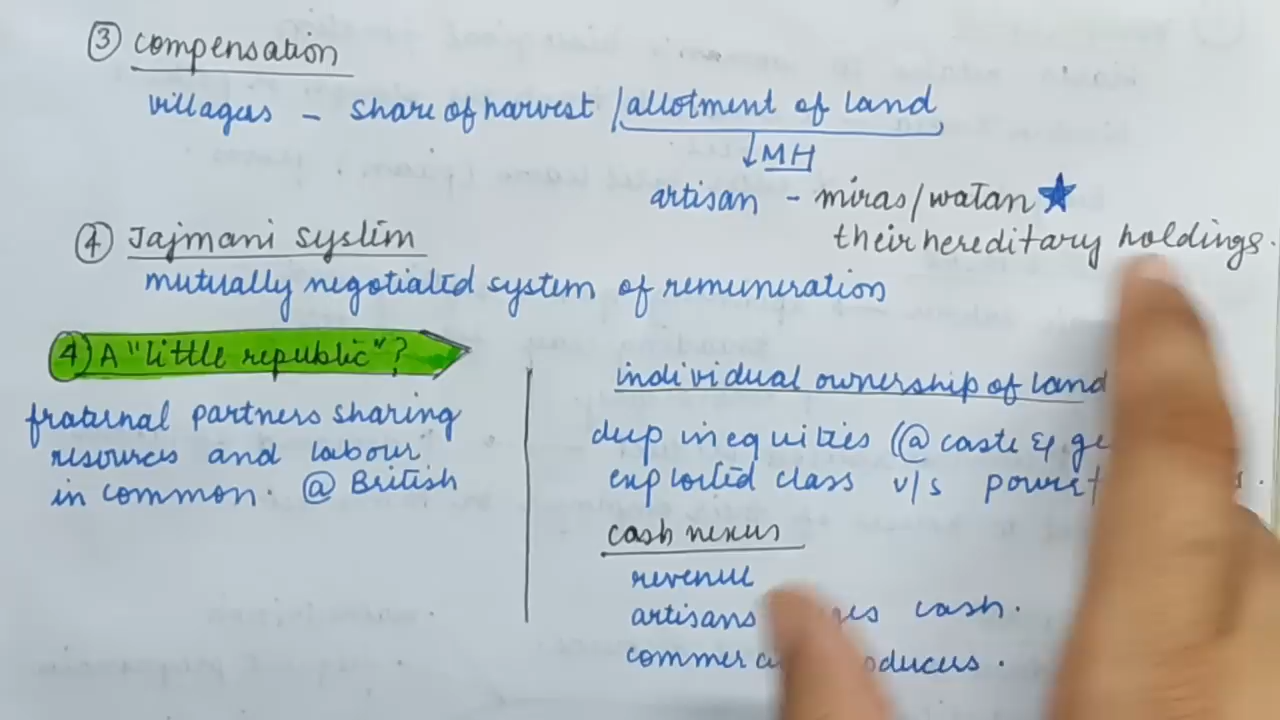 ③ compensation
villagers - share of harvest / allotment of land
↓ MH
artisan - miras/watan ★
their hereditary holdings.
④ Jajmani System
mutually negotiated system of remuneration
④ A "little republic"?
fraternal partners sharing
resources and labour
in common. @ British
individual ownership of land
deep inequities (@ caste &
exploited class v/s
cash nexus
revenue
artisans cash.